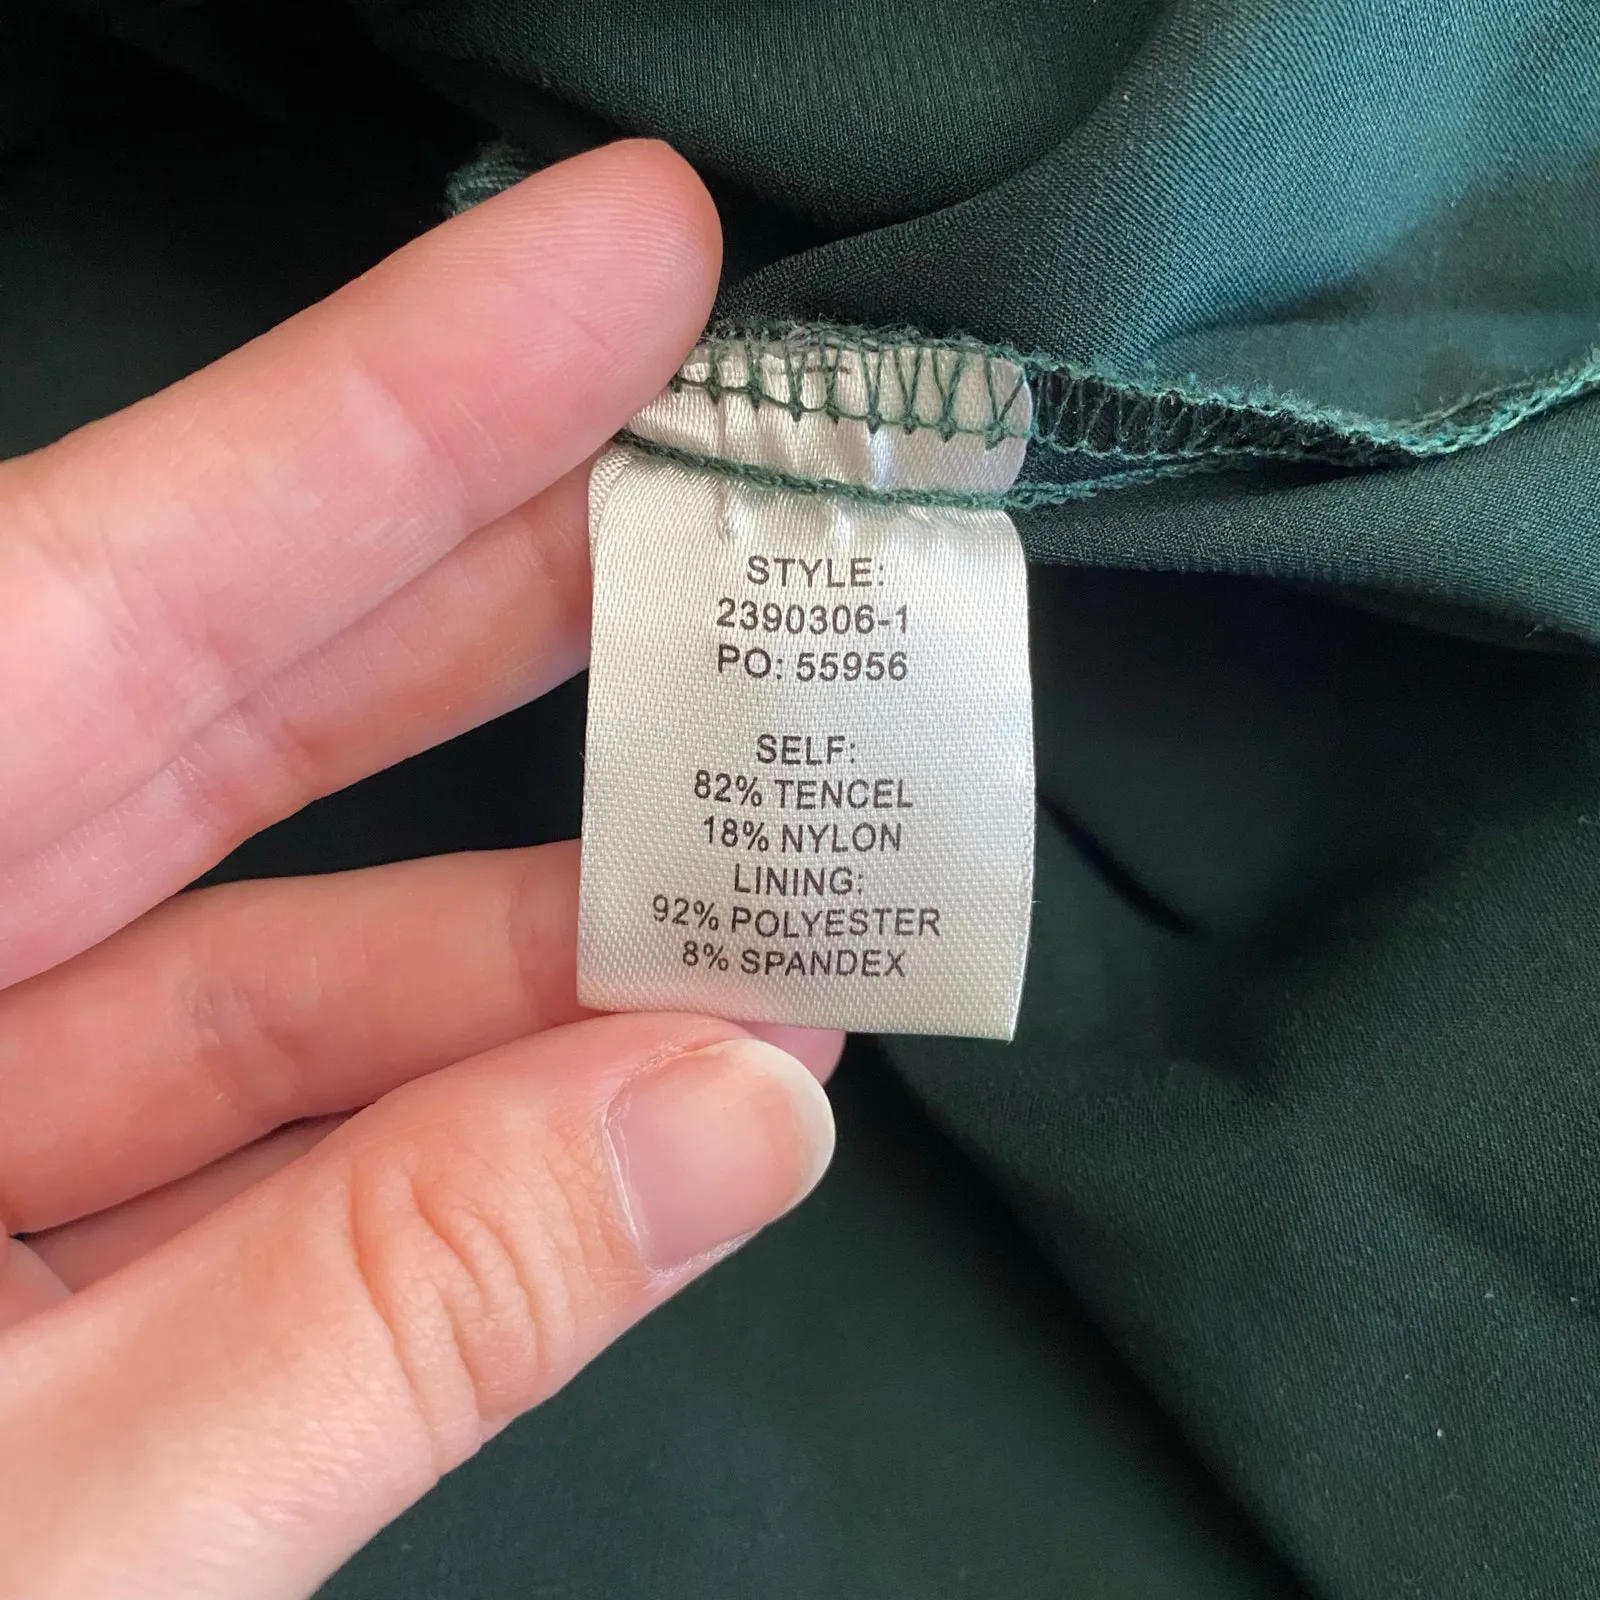 STYLE:
2390306-1
PO: 55956
SELF:
82% TENCEL
18% NYLON
LINING:
92% POLYESTER
8% SPANDEX